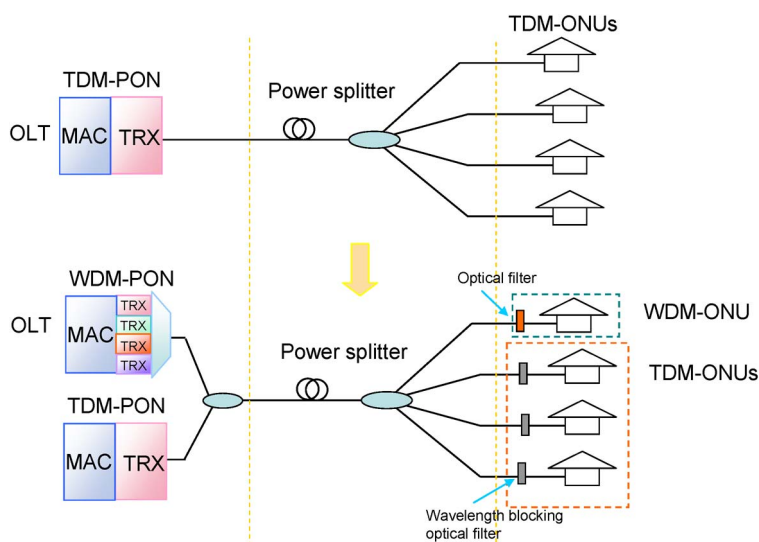 TDM-ONUs
TDM-PON
Power splitter
OLT
MAC
TRX
WDM-PON
Optical filter
OLT
MAC
TRX
TRX
TRX
TRX
WDM-ONU
Power splitter
TDM-ONUs
TDM-PON
MAC
TRX
Wavelength blocking
optical filter